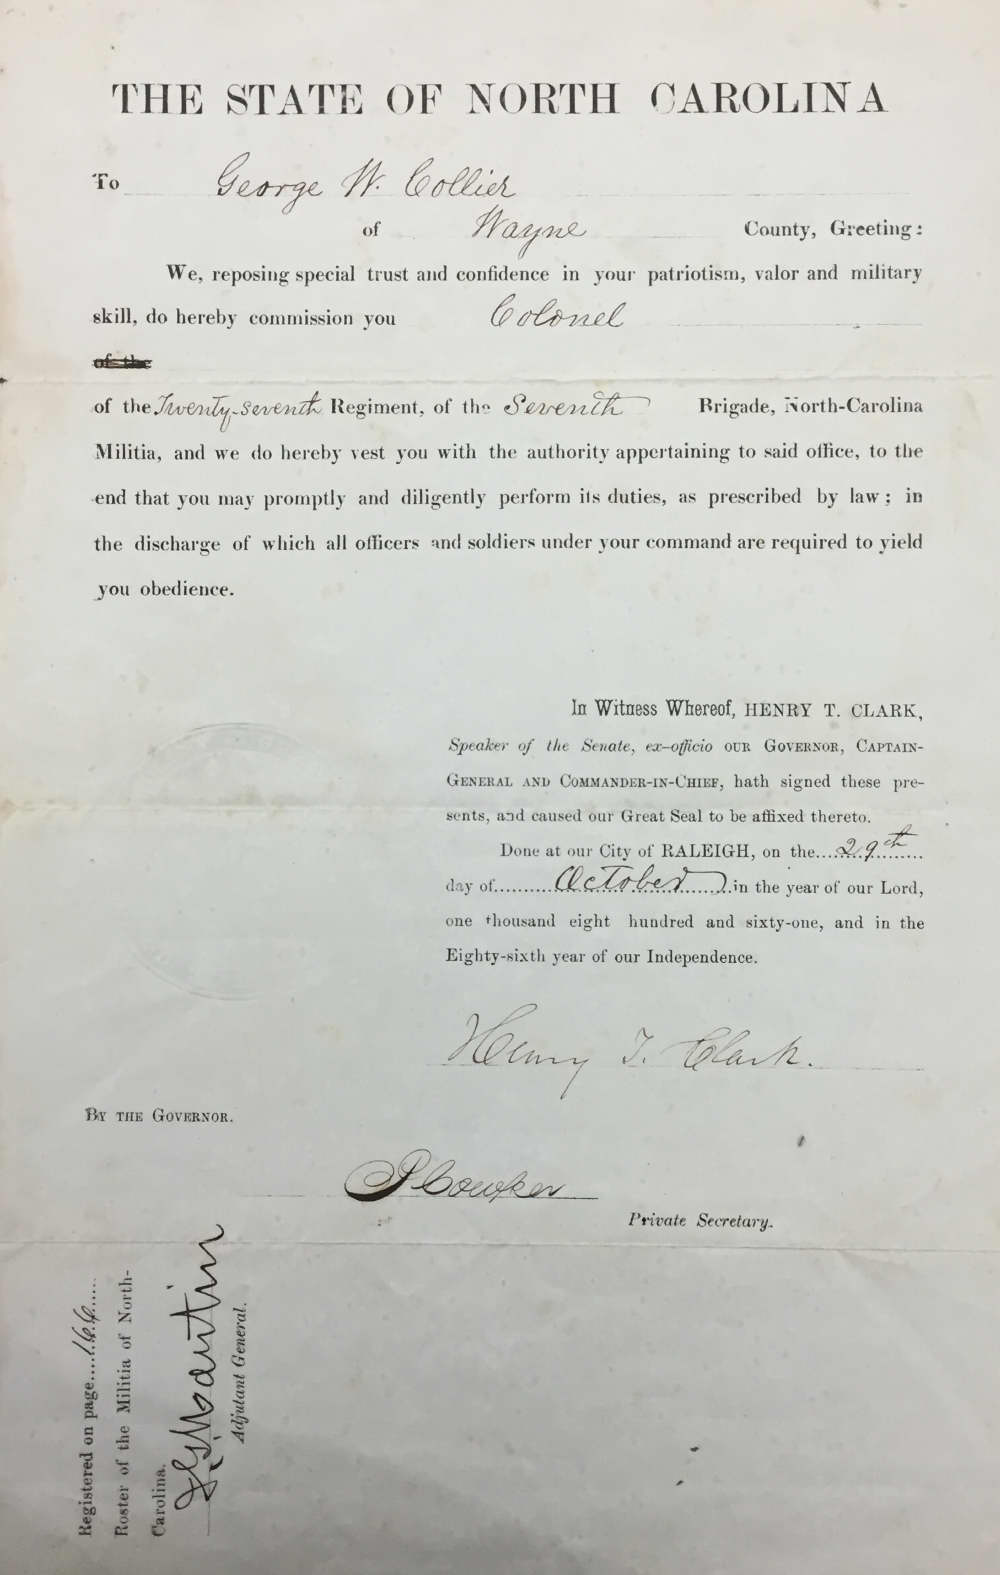 THE STATE OF NORTH CAROLINA
To George W. Collier
of Wayne County, Greeting:
We, reposing special trust and confidence in your patriotism, valor and military
skill, do hereby commission you Colonel
of the
of the Twenty-seventh Regiment, of the Seventh Brigade, North-Carolina
Militia, and we do hereby vest you with the authority appertaining to said office, to the
end that you may promptly and diligently perform its duties, as prescribed by law; in
the discharge of which all officers and soldiers under your command are required to yield
you obedience.
In Witness Whereof, HENRY T. CLARK,
Speaker of the Senate, ex-officio OUR GOVERNOR, CAPTAIN-
GENERAL AND COMMANDER-IN-CHIEF, hath signed these pre-
sents, and caused our Great Seal to be affixed thereto.
Done at our City of RALEIGH, on the....29th....
day of....October....in the year of our Lord,
one thousand eight hundred and sixty-one, and in the
Eighty-sixth year of our Independence.
Henry T. Clark.
BY THE GOVERNOR.
P Cowper
Private Secretary.
Registered on page....166....
Roster of the Militia of North-
Carolina.
J G Martin
Adjutant General.